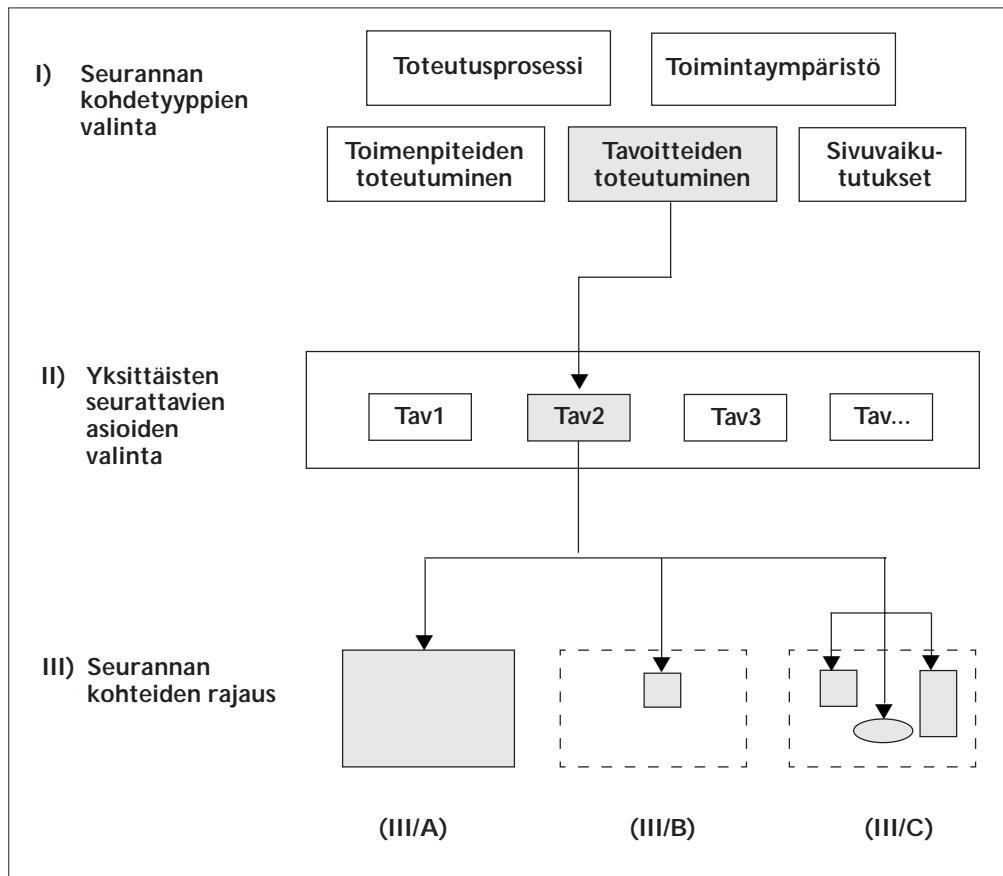 I) Seurannan
kohdetyyppien
valinta
Toteutusprosessi
Toimintaympäristö
Toimenpiteiden
toteutuminen
Tavoitteiden
toteutuminen
Sivuvaiku-
tutukset
II) Yksittäisten
seurattavien
asioiden
valinta
Tav1
Tav2
Tav3
Tav...
III) Seurannan
kohteiden rajaus
(III/A)
(III/B)
(III/C)